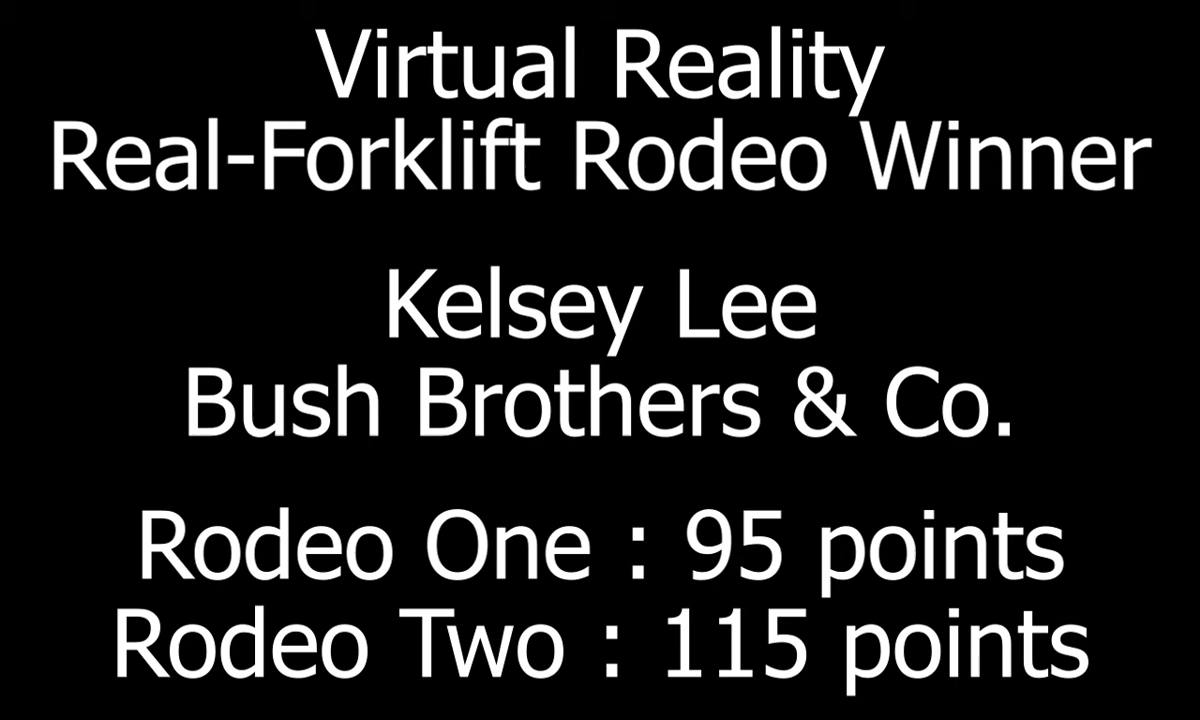 Virtual Reality
Real-Forklift Rodeo Winner
Kelsey Lee
Bush Brothers & Co.
Rodeo One : 95 points
Rodeo Two : 115 points